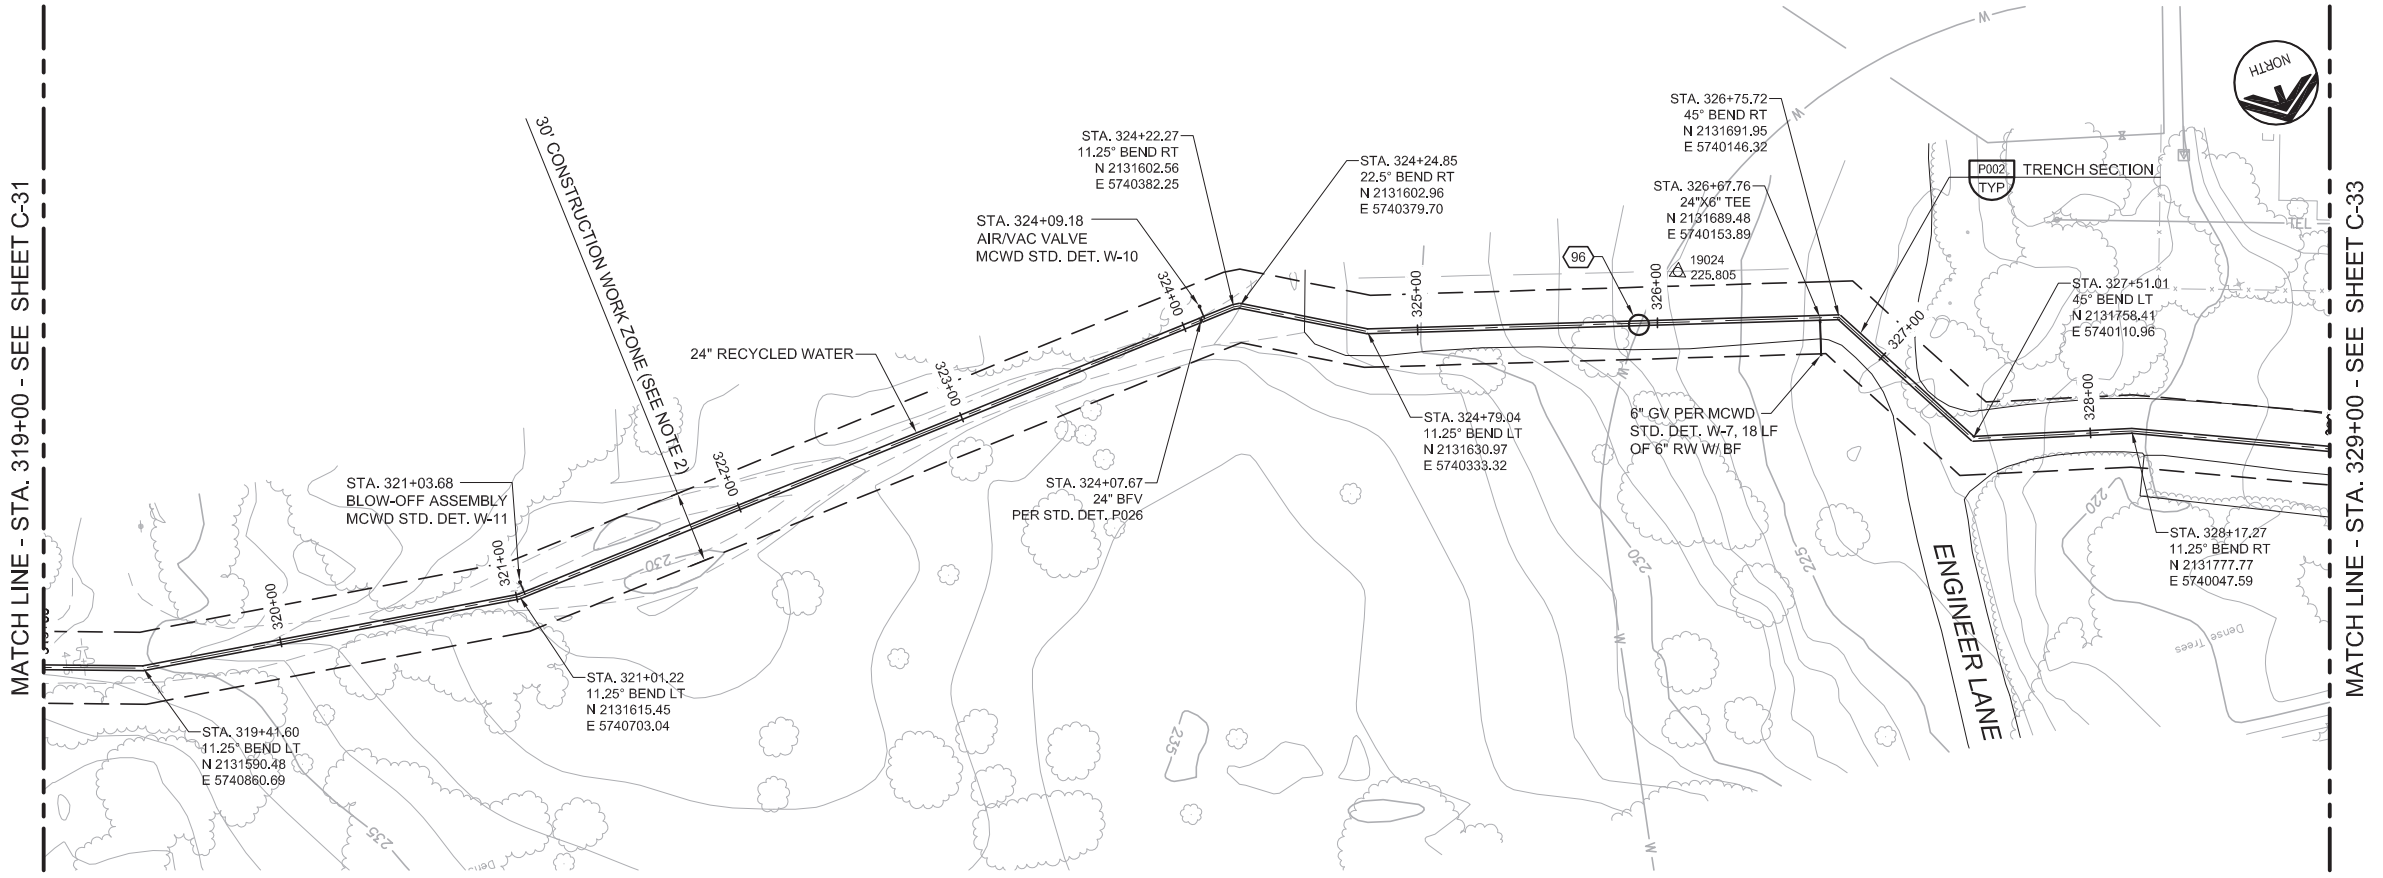 MATCH LINE - STA. 319+00 - SEE SHEET C-31
30' CONSTRUCTION WORK ZONE (SEE NOTE 2)
STA. 324+22.27
11.25° BEND RT
N 2131602.56
E 5740382.25
STA. 324+24.85
22.5° BEND RT
N 2131602.96
E 5740379.70
STA. 324+09.18
AIR/VAC VALVE
MCWD STD. DET. W-10
STA. 326+75.72
45° BEND RT
N 2131691.95
E 5740146.32
STA. 326+67.76
24"X6" TEE
N 2131689.48
E 5740153.89
P002
TYP
TRENCH SECTION
NORTH
W
W
TEL
96
19024
225.805
STA. 327+51.01
45° BEND LT
N 2131758.41
E 5740110.96
24" RECYCLED WATER
320+00
321+00
322+00
323+00
324+00
325+00
326+00
327+00
328+00
STA. 321+03.68
BLOW-OFF ASSEMBLY
MCWD STD. DET. W-11
STA. 324+07.67
24" BFV
PER STD. DET. P026
STA. 324+79.04
11.25° BEND LT
N 2131630.97
E 5740333.32
6" GV PER MCWD
STD. DET. W-7, 18 LF
OF 6" RW W/ BF
STA. 328+17.27
11.25° BEND RT
N 2131777.77
E 5740047.59
STA. 321+01.22
11.25° BEND LT
N 2131615.45
E 5740703.04
STA. 319+41.60
11.25° BEND LT
N 2131590.48
E 5740860.69
ENGINEER LANE
230
230
225
220
235
235
W
W
W
Dense Trees
MATCH LINE - STA. 329+00 - SEE SHEET C-33